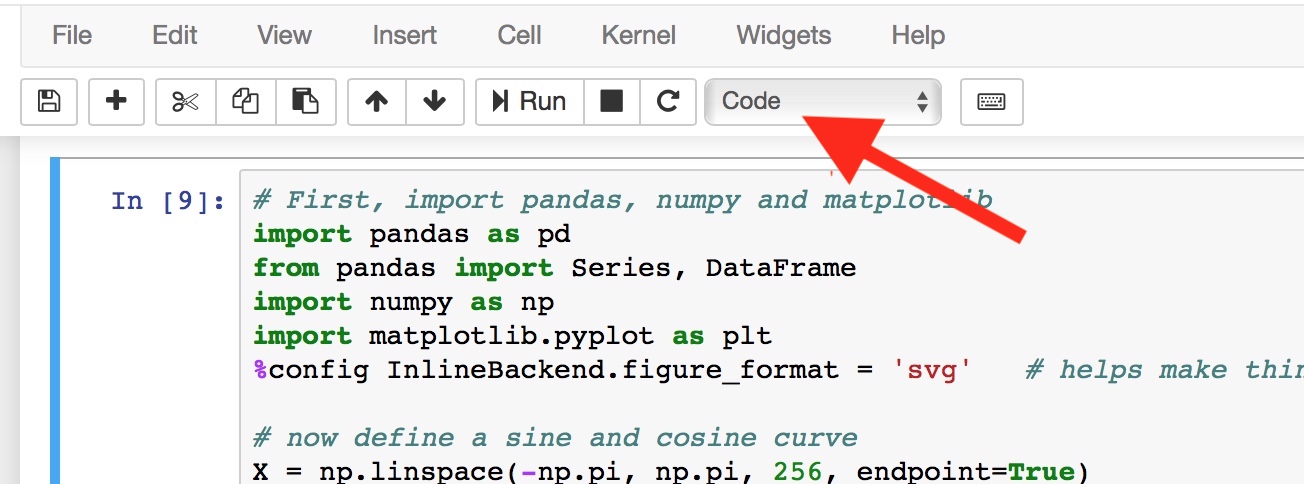 File Edit View Insert Cell Kernel Widgets Help
Run Code
In [9]: # First, import pandas, numpy and matplotlib
import pandas as pd
from pandas import Series, DataFrame
import numpy as np
import matplotlib.pyplot as plt
%config InlineBackend.figure_format = 'svg' # helps make thin
# now define a sine and cosine curve
X = np.linspace(-np.pi, np.pi, 256, endpoint=True)